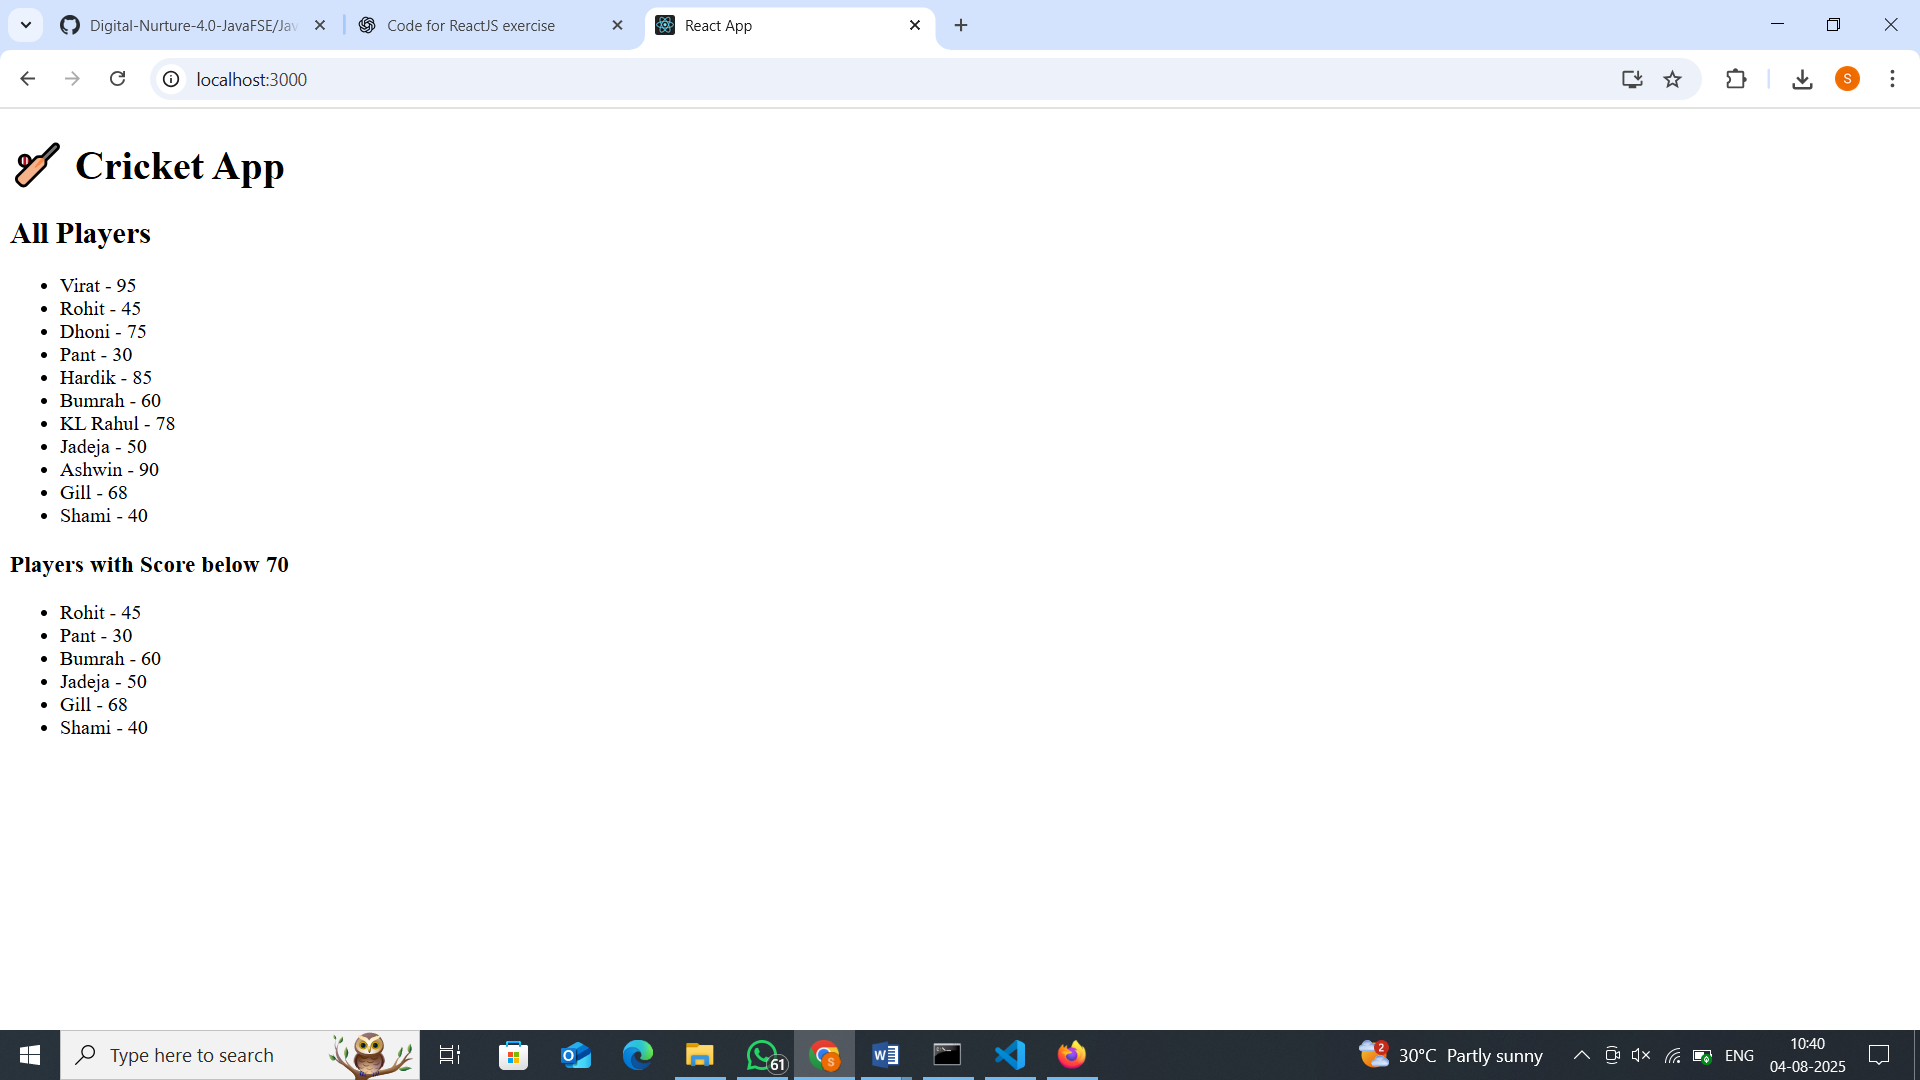 Digital-Nurture-4.0-JavaFSE/Jav
Code for ReactJS exercise
React App
localhost:3000
S
Cricket App
All Players
Virat - 95
Rohit - 45
Dhoni - 75
Pant - 30
Hardik - 85
Bumrah - 60
KL Rahul - 78
Jadeja - 50
Ashwin - 90
Gill - 68
Shami - 40
Players with Score below 70
Rohit - 45
Pant - 30
Bumrah - 60
Jadeja - 50
Gill - 68
Shami - 40
Type here to search
61
S
2
30°C Partly sunny
ENG
10:40
04-08-2025